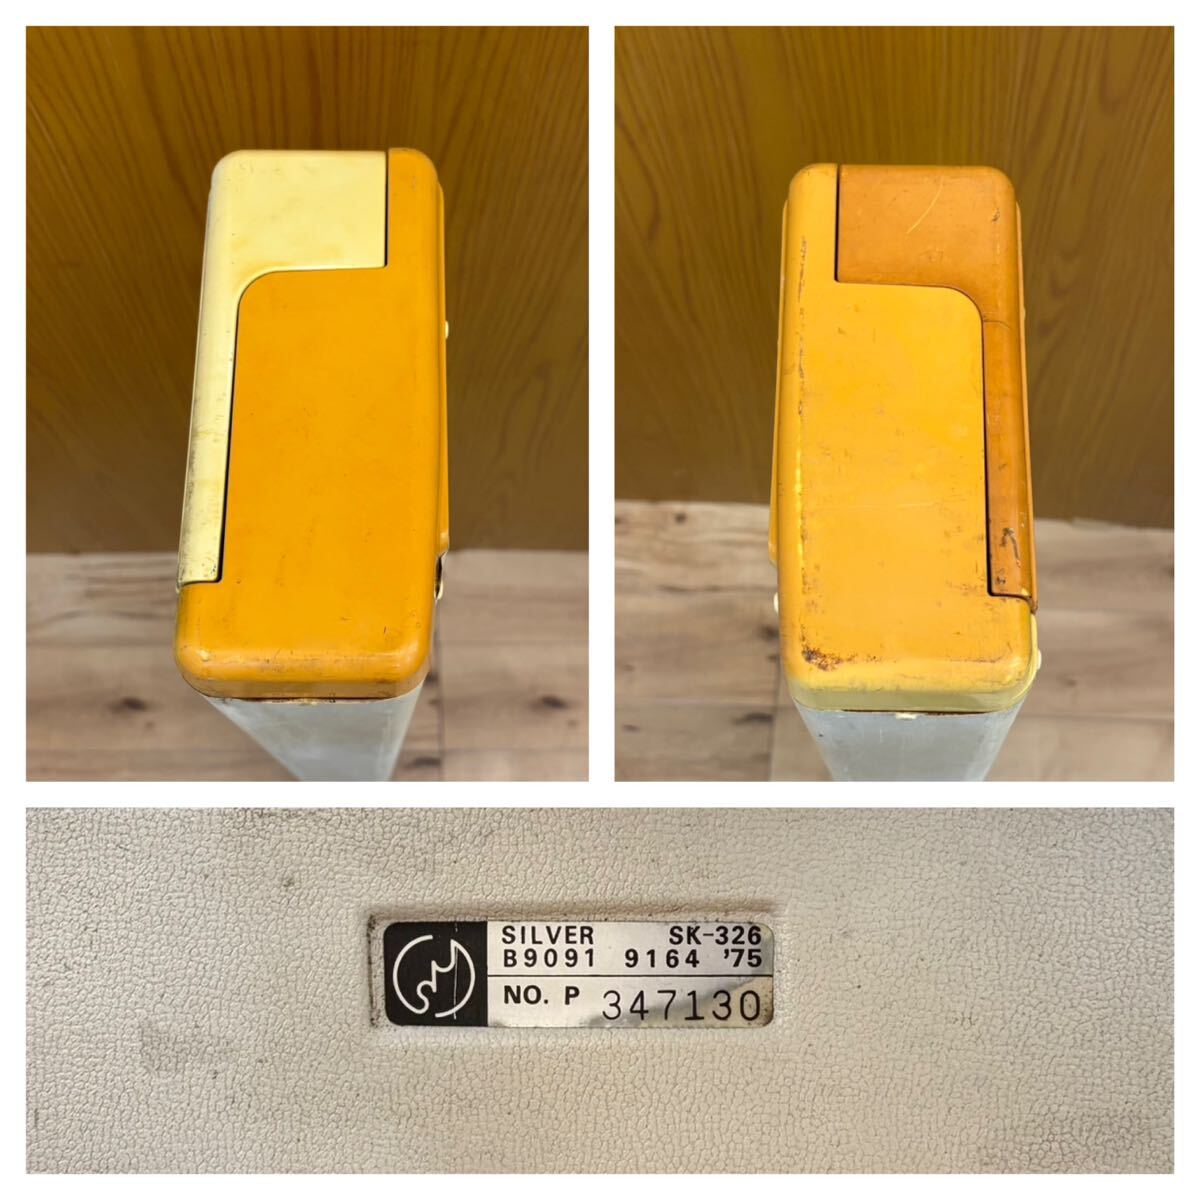 SILVER SK-326
B9091 9164 '75
NO. P 347130